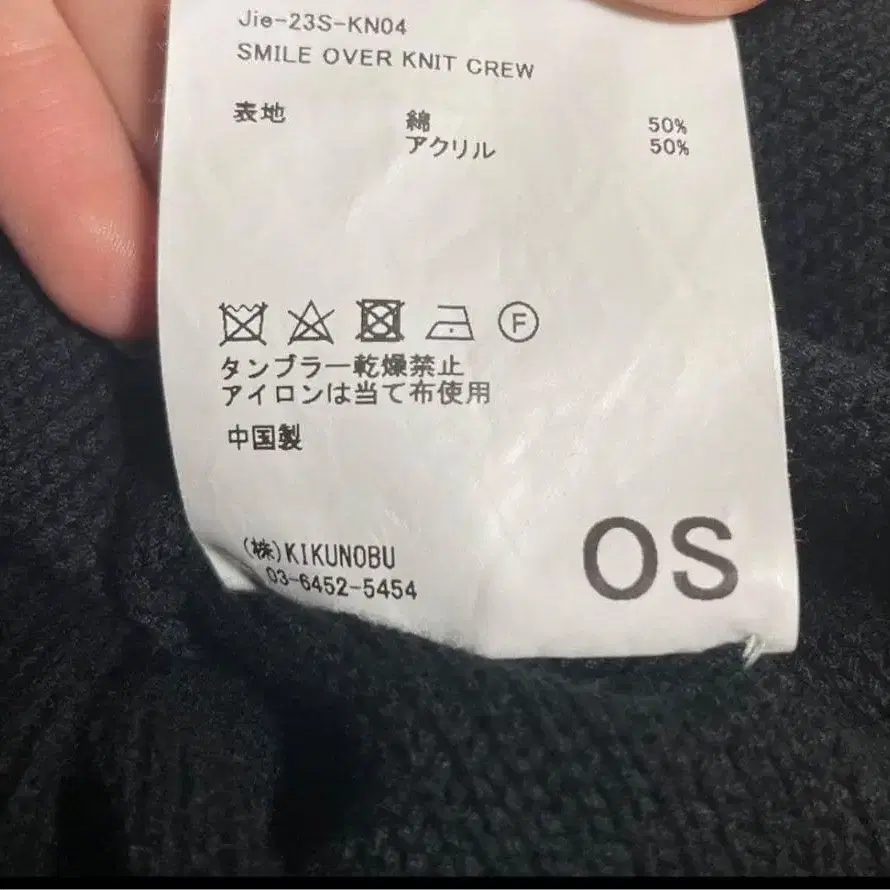 Jie-23S-KN04
SMILE OVER KNIT CREW
表地 綿 50%
アクリル 50%
F
タンブラー乾燥禁止
アイロンは当て布使用
中国製
(株)KIKUNOBU
03-6452-5454
OS